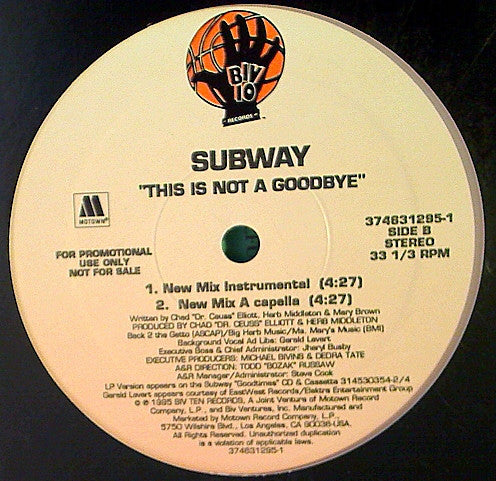 BIV
10
RECORDS
SUBWAY
"THIS IS NOT A GOODBYE"
M
MOTOWN
FOR PROMOTIONAL
USE ONLY
NOT FOR SALE
374631295-1
SIDE B
STEREO
33 1/3 RPM
1. New Mix Instrumental (4:27)
2. New Mix A capella (4:27)
Written by Chad "Dr. Ceuss" Elliott, Herb Middleton & Mary Brown
PRODUCED BY CHAD "DR. CEUSS" ELLIOTT & HERB MIDDLETON
Back 2 the Getto (ASCAP)/Big Herb Music/Ms. Mary's Music (BMI)
Background Vocal Ad Libs: Gerald Levert
Executive Boss & Chief Administrator: Jheryl Busby
EXECUTIVE PRODUCERS: MICHAEL BIVINS & DEDRA TATE
A&R DIRECTION: TODD "BOZAK" RUSSAW
A&R Manager/Administrator: Steve Cook
LP Version appears on the Subway "Goodtimes" CD & Cassette 314530354-2/4
Gerald Levert appears courtesy of EastWest Records/Elektra Entertainment Group
© ℗ 1995 BIV TEN RECORDS, A Joint Venture of Motown Record
Company, L.P., and Biv Ventures, Inc. Manufactured and
Marketed by Motown Record Company, L.P.
5750 Wilshire Blvd., Los Angeles, CA 90036-USA.
All Rights Reserved. Unauthorized duplication
is a violation of applicable laws.
374631295-1